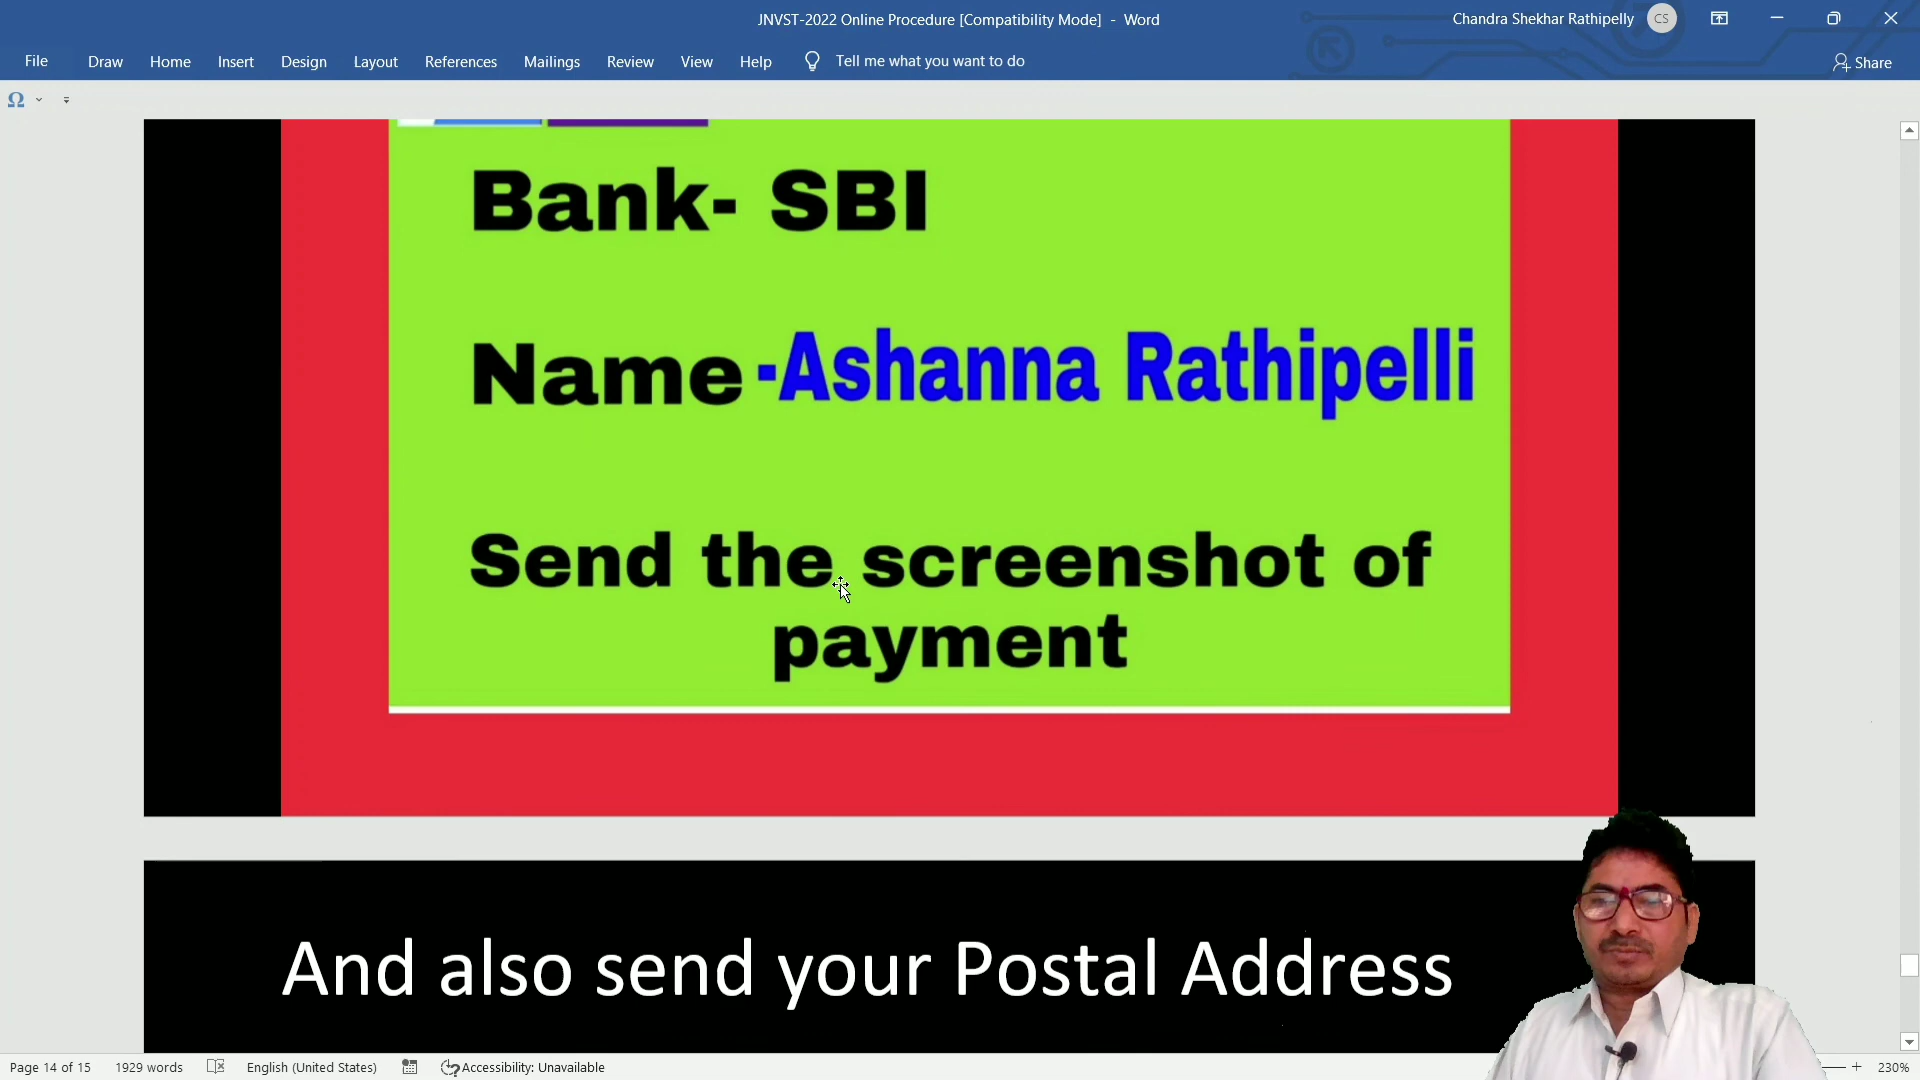 JNVST-2022 Online Procedure [Compatibility Mode] - Word
Chandra Shekhar Rathipelly CS
File Draw Home Insert Design Layout References Mailings Review View Help Tell me what you want to do Share
Bank- SBI
Name -Ashanna Rathipelli
Send the screenshot of
payment
And also send your Postal Address
Page 14 of 15 1929 words English (United States) Accessibility: Unavailable 230%